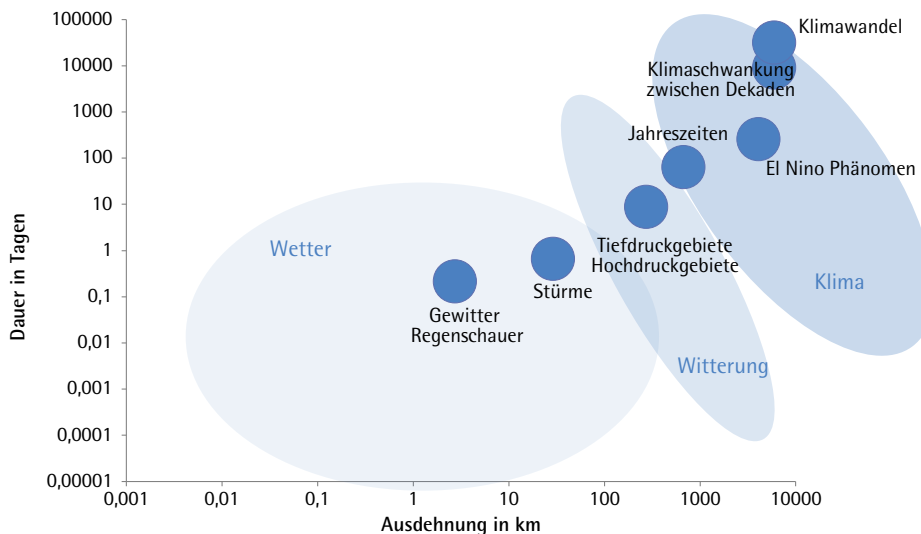 Dauer in Tagen
100000
10000
1000
100
10
1
0,1
0,01
0,001
0,0001
0,00001
0,001
0,01
0,1
1
10
100
1000
10000
Ausdehnung in km
Klimawandel
Klimaschwankung
zwischen Dekaden
Jahreszeiten
El Nino Phänomen
Tiefdruckgebiete
Hochdruckgebiete
Stürme
Gewitter
Regenschauer
Wetter
Witterung
Klima